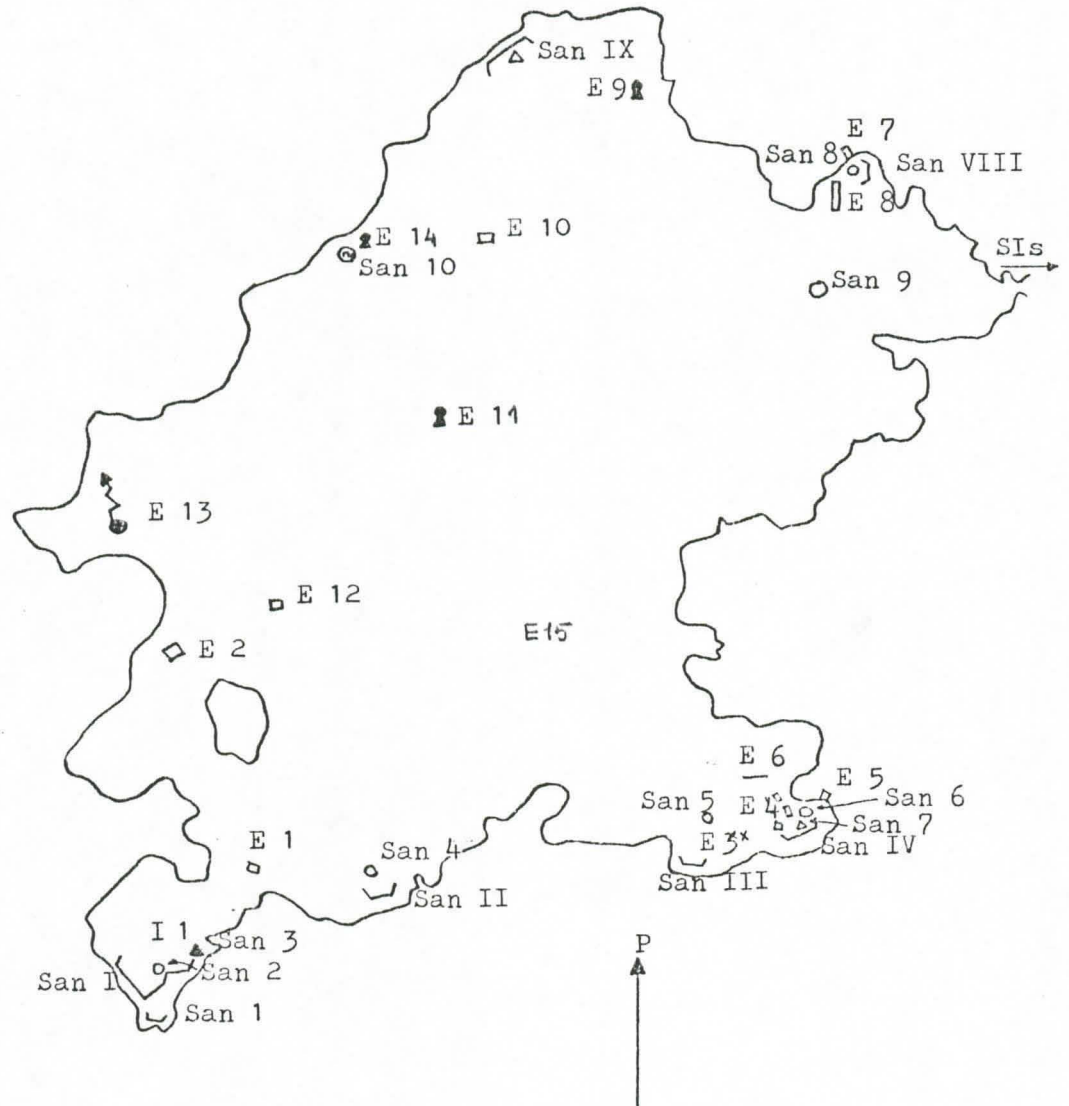 San IX
E 9
E 7
San 8
San VIII
E 8
E 14
E 10
San 10
SIs
San 9
E 11
E 13
E 12
E15
E 2
E 6
E 5
San 5
E 4
San 6
San 7
E 1
E 3xx
San IV
San 4
San III
San II
I 1
San 3
P
San 2
San I
San 1